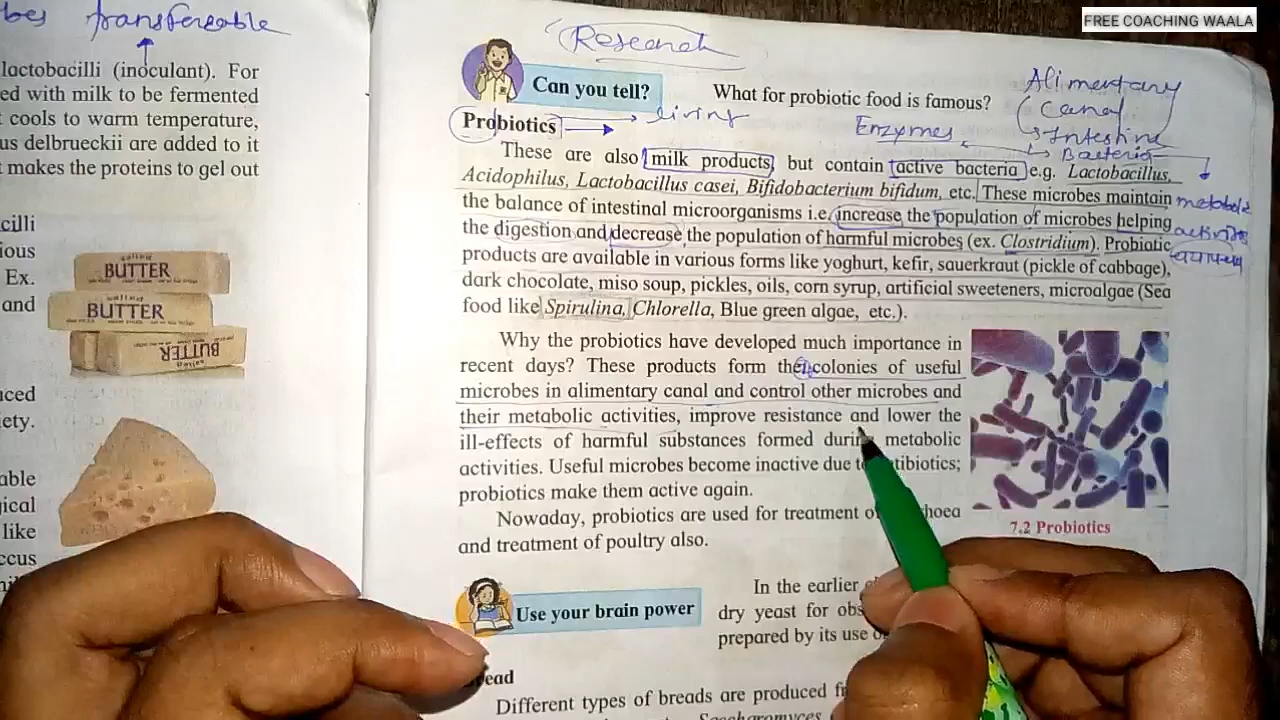 FREE COACHING WAALA
bes transferable
lactobacilli (inoculant). For
ed with milk to be fermented
cools to warm temperature,
us delbrueckii are added to it
makes the proteins to gel out
cilli
ious
Ex.
and
BUTTER
BUTTER
BUTTER
uced
ety.
able
gical
like
ccus
Research
Can you tell?
What for probiotic food is famous?
Alimentary
Canal
Intestine
Enzymes
Bacteria
Probiotics
living
These are also milk products, but contain active bacteria e.g. Lactobacillus,
Acidophilus, Lactobacillus casei, Bifidobacterium bifidum, etc. These microbes maintain
the balance of intestinal microorganisms i.e. increase the population of microbes helping
the digestion and decrease the population of harmful microbes (ex. Clostridium). Probiotic
products are available in various forms like yoghurt, kefir, sauerkraut (pickle of cabbage),
dark chocolate, miso soup, pickles, oils, corn syrup, artificial sweeteners, microalgae (Sea
food like Spirulina, Chlorella, Blue green algae, etc.).
Why the probiotics have developed much importance in
recent days? These products form the colonies of useful
microbes in alimentary canal and control other microbes and
their metabolic activities, improve resistance and lower the
ill-effects of harmful substances formed metabolic
activities. Useful microbes become inactive due
probiotics make them active again.
Nowaday, probiotics are used for treatment
and treatment of poultry also.
7.2 Probiotics
Use your brain power
In the earlier
dry yeast for
prepared by its use
Different types of breads are produced